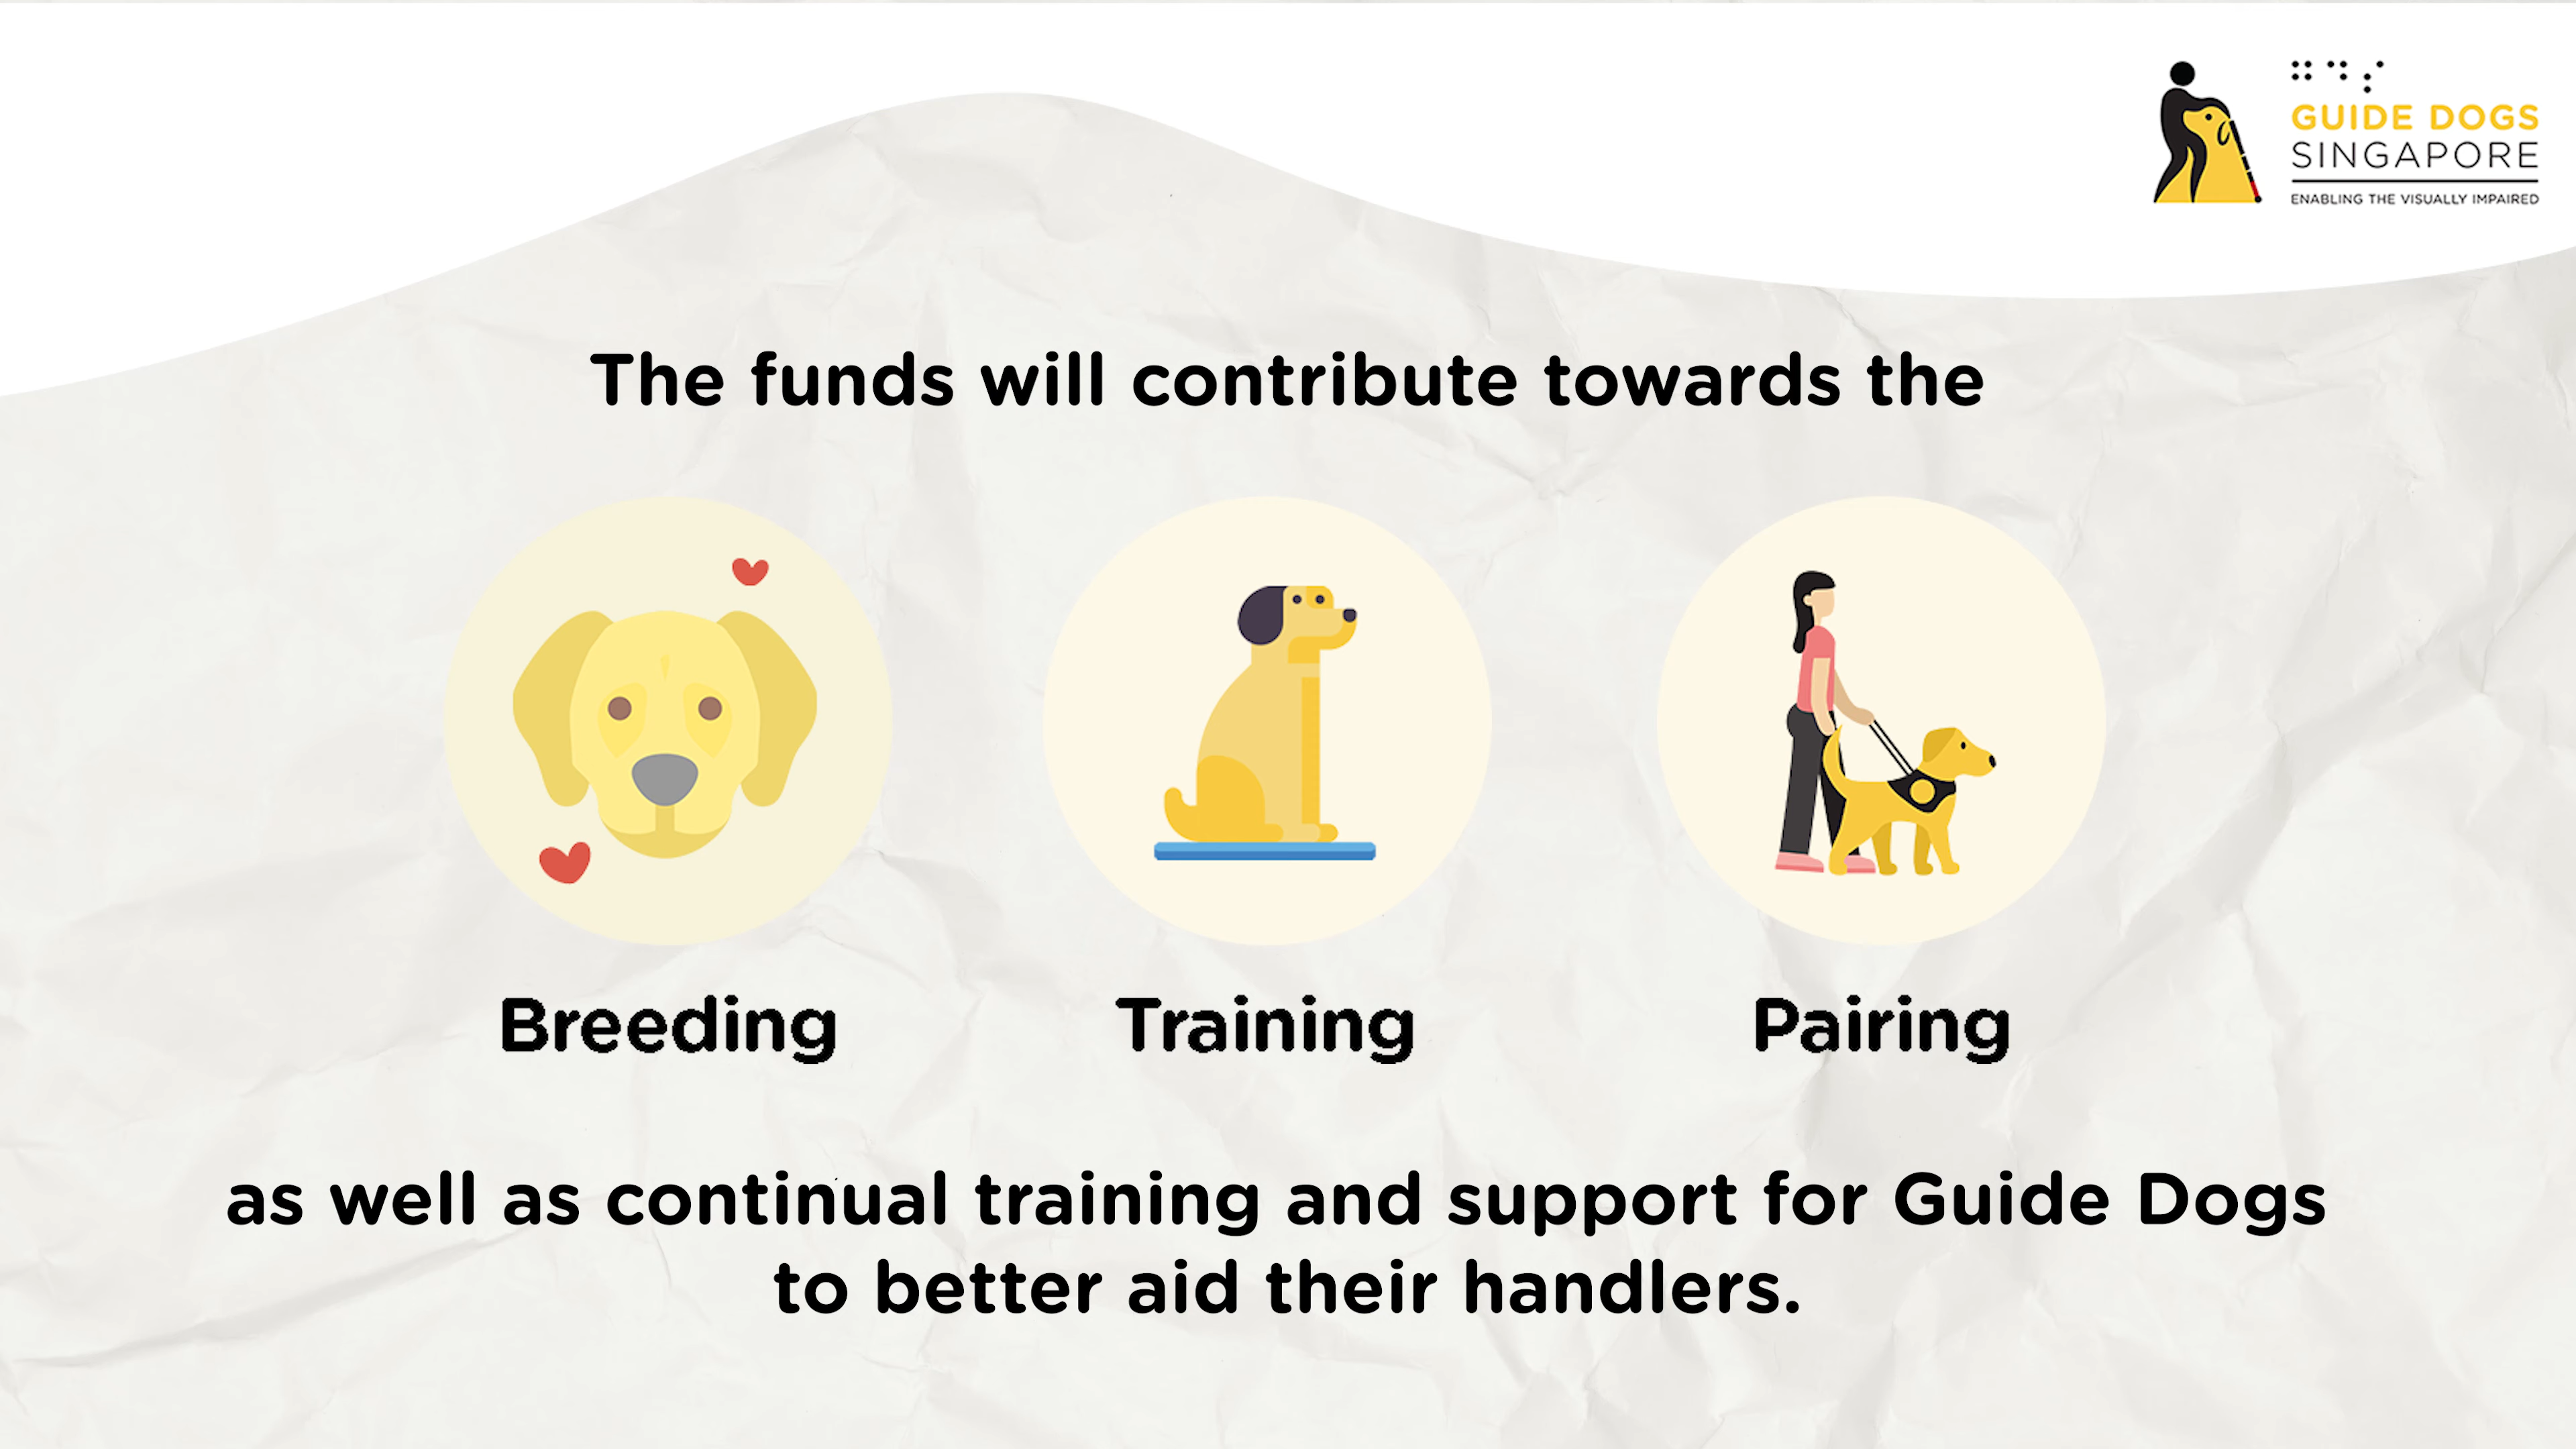 ⠛⠙⠎
GUIDE DOGS
SINGAPORE
ENABLING THE VISUALLY IMPAIRED
The funds will contribute towards the
Breeding
Training
Pairing
as well as continual training and support for Guide Dogs
to better aid their handlers.